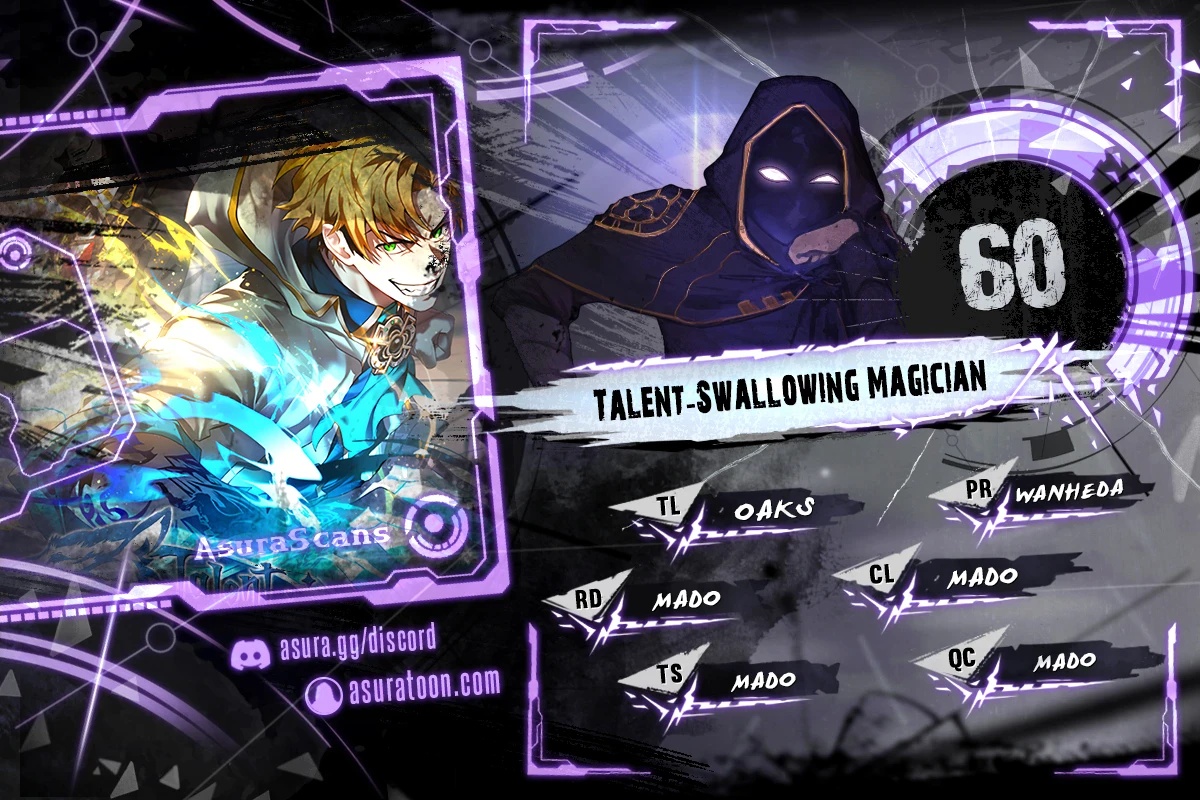 60
TALENT-SWALLOWING MAGICIAN
TL OAKS
PR WANHEDA
RD MADO
CL MADO
TS MADO
QC MADO
AsuraScans
Talent
asura.gg/discord
asuratoon.com